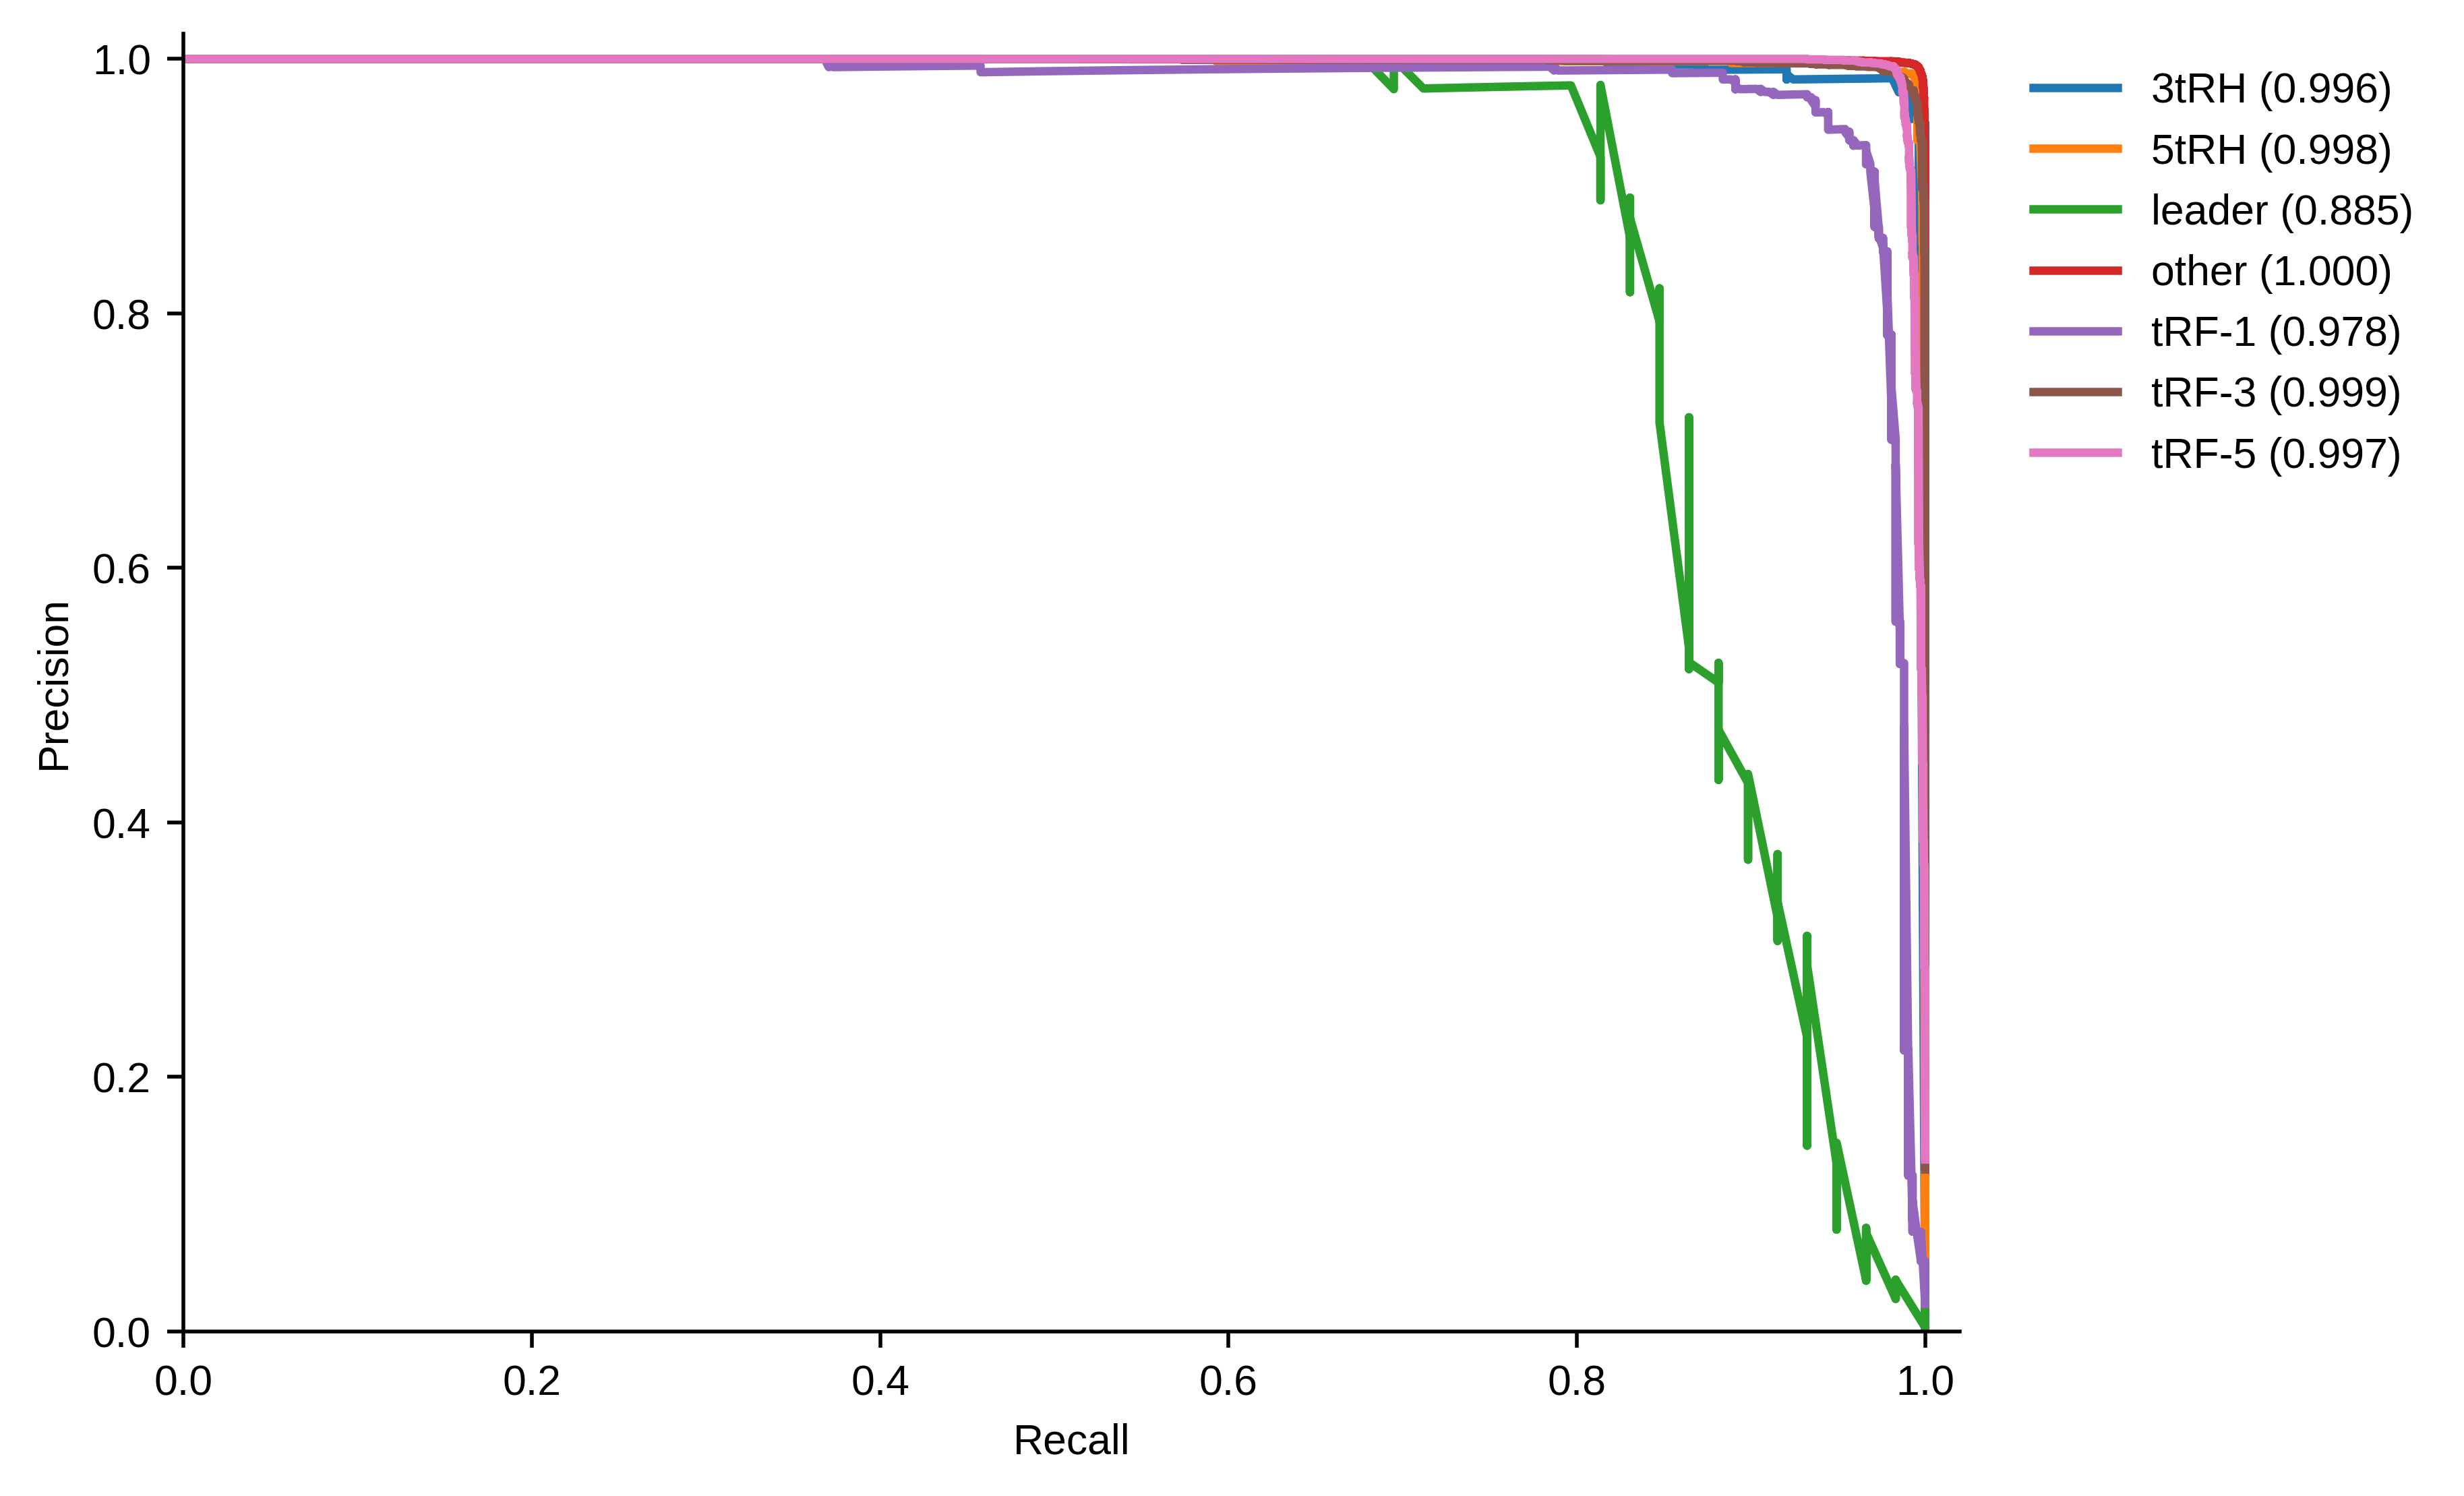 1.0
0.8
0.6
0.4
0.2
0.0
Precision
0.0 0.2 0.4 0.6 0.8 1.0
Recall
3tRH (0.996)
5tRH (0.998)
leader (0.885)
other (1.000)
tRF-1 (0.978)
tRF-3 (0.999)
tRF-5 (0.997)